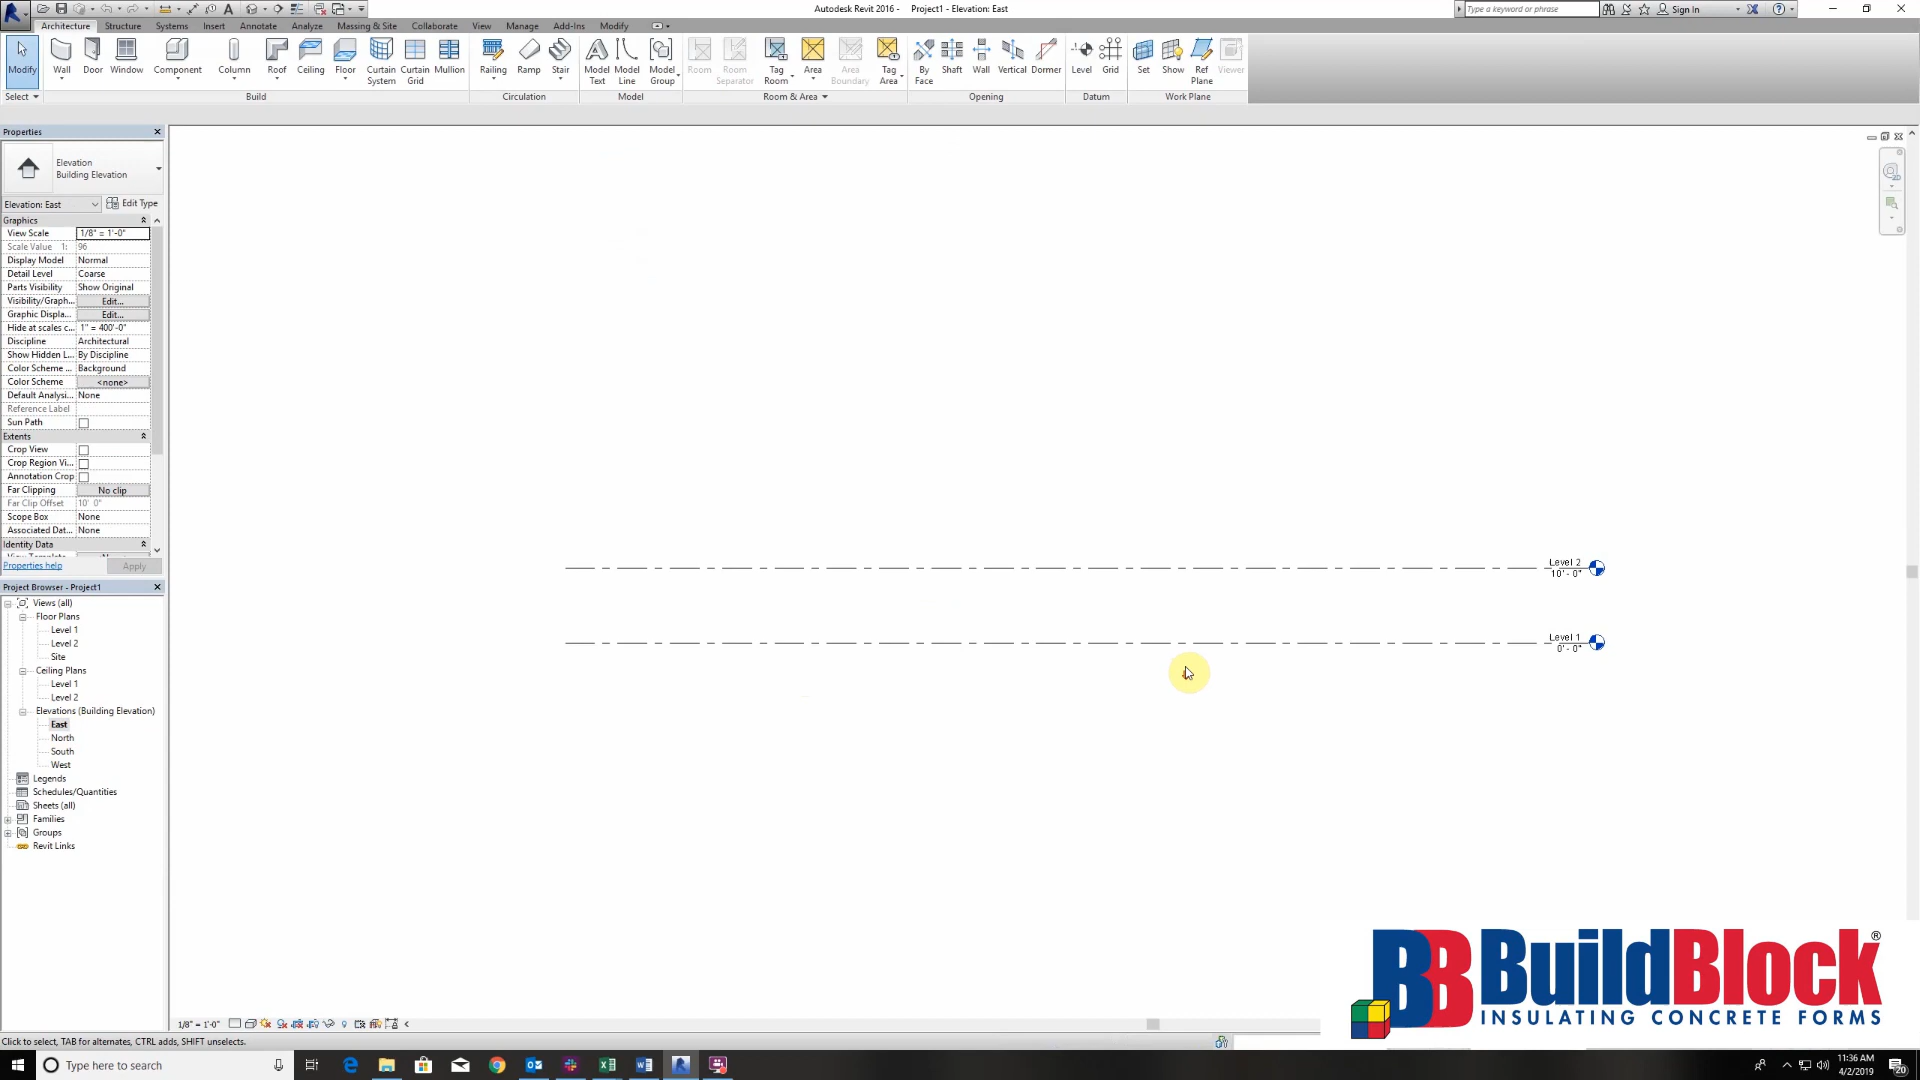 Autodesk Revit 2016 - Project1 - Elevation: East
Type a keyword or phrase
Sign In
Architecture Structure Systems Insert Annotate Analyze Massing & Site Collaborate View Manage Add-Ins Modify
Modify Wall Door Window Component Column Roof Ceiling Floor Curtain System Curtain Grid Mullion Railing Ramp Stair Model Text Model Line Model Group Room Room Separator Tag Room Area Area Boundary Tag Area By Face Shaft Wall Vertical Dormer Level Grid Set Show Ref Plane Viewer
Select Build Circulation Model Room & Area Opening Datum Work Plane
Properties
Elevation
Building Elevation
Elevation: East Edit Type
Graphics
View Scale 1/8" = 1'-0"
Scale Value 1: 96
Display Model Normal
Detail Level Coarse
Parts Visibility Show Original
Visibility/Graph... Edit...
Graphic Displa... Edit...
Hide at scales c... 1" = 400'-0"
Discipline Architectural
Show Hidden L... By Discipline
Color Scheme ... Background
Color Scheme <none>
Default Analysi... None
Reference Label
Sun Path
Extents
Crop View
Crop Region Vi...
Annotation Crop
Far Clipping No clip
Far Clip Offset 10' 0"
Scope Box None
Associated Dat... None
Identity Data
Properties help Apply
Project Browser - Project1
Views (all)
Floor Plans
Level 1
Level 2
Site
Ceiling Plans
Level 1
Level 2
Elevations (Building Elevation)
East
North
South
West
Legends
Schedules/Quantities
Sheets (all)
Families
Groups
Revit Links
Level 2
10' - 0"
Level 1
0' - 0"
BB BuildBlock®
INSULATING CONCRETE FORMS
1/8" = 1'-0"
Click to select, TAB for alternates, CTRL adds, SHIFT unselects.
Type here to search
11:36 AM
4/2/2019
20